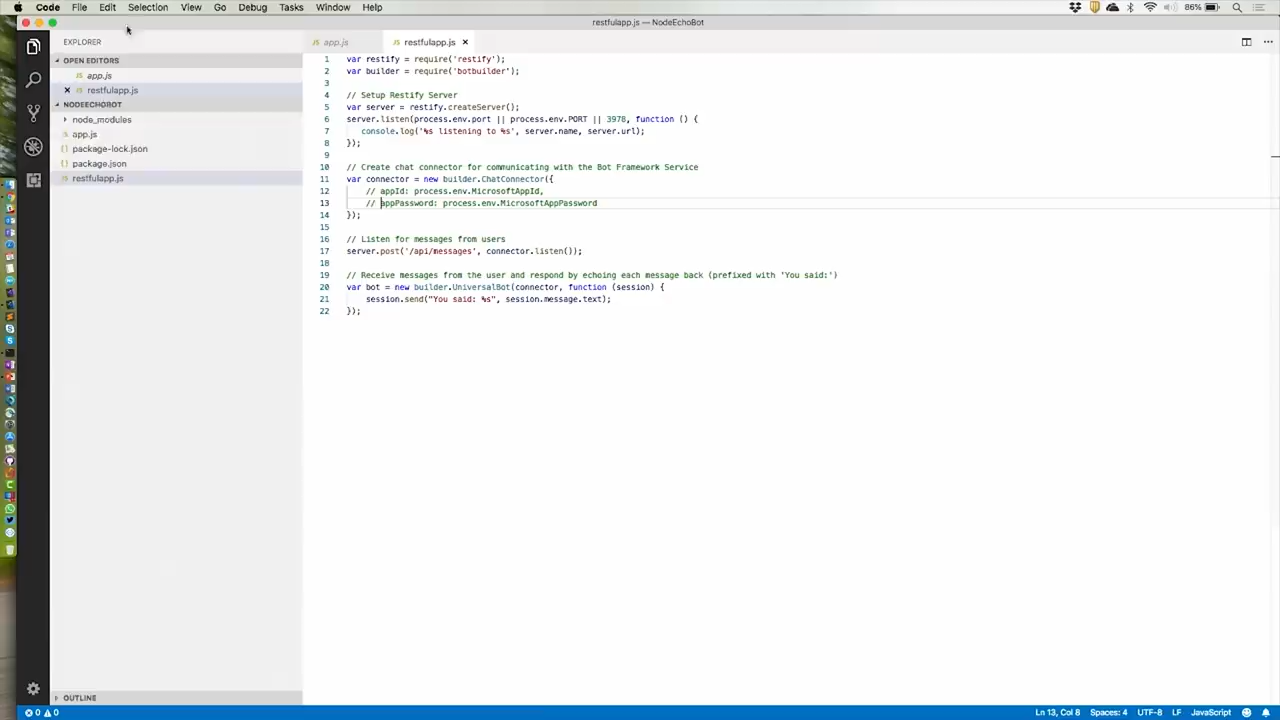 Code File Edit Selection View Go Debug Tasks Window Help 86%
restfulapp.js — NodeEchoBot
EXPLORER
OPEN EDITORS
app.js
restfulapp.js
NODEECHOBOT
node_modules
app.js
package-lock.json
package.json
restfulapp.js
OUTLINE
app.js restfulapp.js
1 var restify = require('restify');
2 var builder = require('botbuilder');
3
4 // Setup Restify Server
5 var server = restify.createServer();
6 server.listen(process.env.port || process.env.PORT || 3978, function () {
7 console.log('%s listening to %s', server.name, server.url);
8 });
9
10 // Create chat connector for communicating with the Bot Framework Service
11 var connector = new builder.ChatConnector({
12 // appId: process.env.MicrosoftAppId,
13 // appPassword: process.env.MicrosoftAppPassword
14 });
15
16 // Listen for messages from users
17 server.post('/api/messages', connector.listen());
18
19 // Receive messages from the user and respond by echoing each message back (prefixed with 'You said:')
20 var bot = new builder.UniversalBot(connector, function (session) {
21 session.send("You said: %s", session.message.text);
22 });
0 0 Ln 13, Col 8 Spaces: 4 UTF-8 LF JavaScript